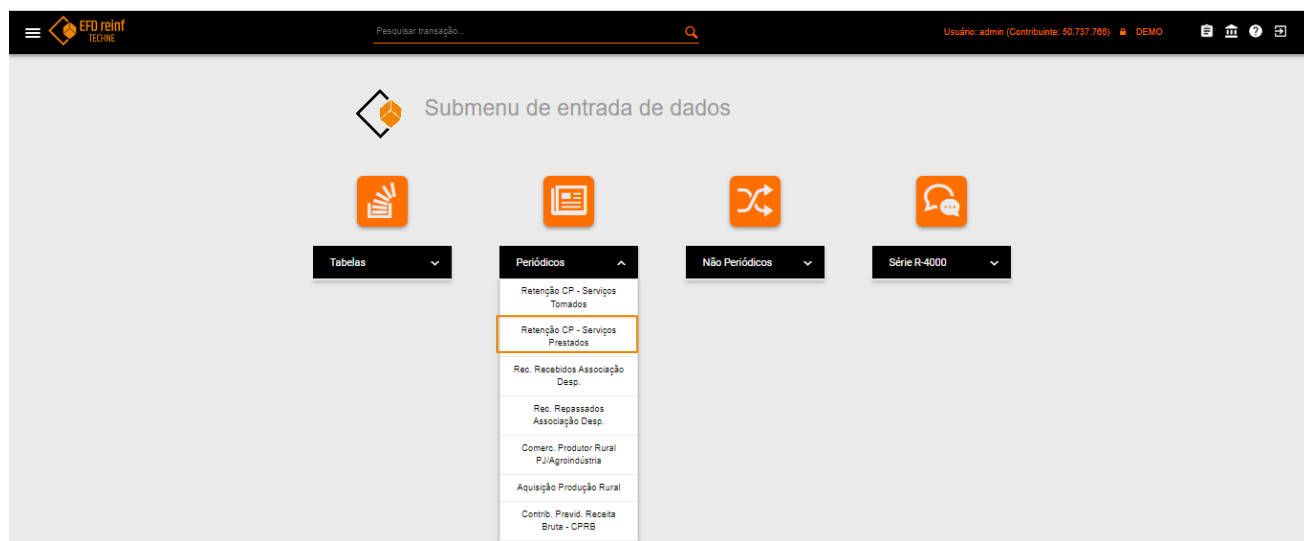 EFD reinf
TECHNE
Pesquisar transação...
Usuário: admin (Contribuinte: 50.737.766) DEMO
Submenu de entrada de dados
Tabelas
Periódicos
Não Periódicos
Série R-4000
Retenção CP - Serviços
Tomados
Retenção CP - Serviços
Prestados
Rec. Recebidos Associação
Desp.
Rec. Repassados
Associação Desp.
Comerc. Produtor Rural
PJ/Agroindústria
Aquisição Produção Rural
Contrib. Previd. Receita
Bruta - CPRB